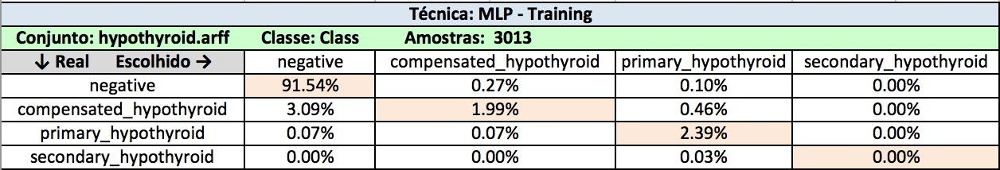 Técnica: MLP - Training
Conjunto: hypothyroid.arff Classe: Class Amostras: 3013
↓ Real Escolhido → negative compensated_hypothyroid primary_hypothyroid secondary_hypothyroid
negative 91.54% 0.27% 0.10% 0.00%
compensated_hypothyroid 3.09% 1.99% 0.46% 0.00%
primary_hypothyroid 0.07% 0.07% 2.39% 0.00%
secondary_hypothyroid 0.00% 0.00% 0.03% 0.00%